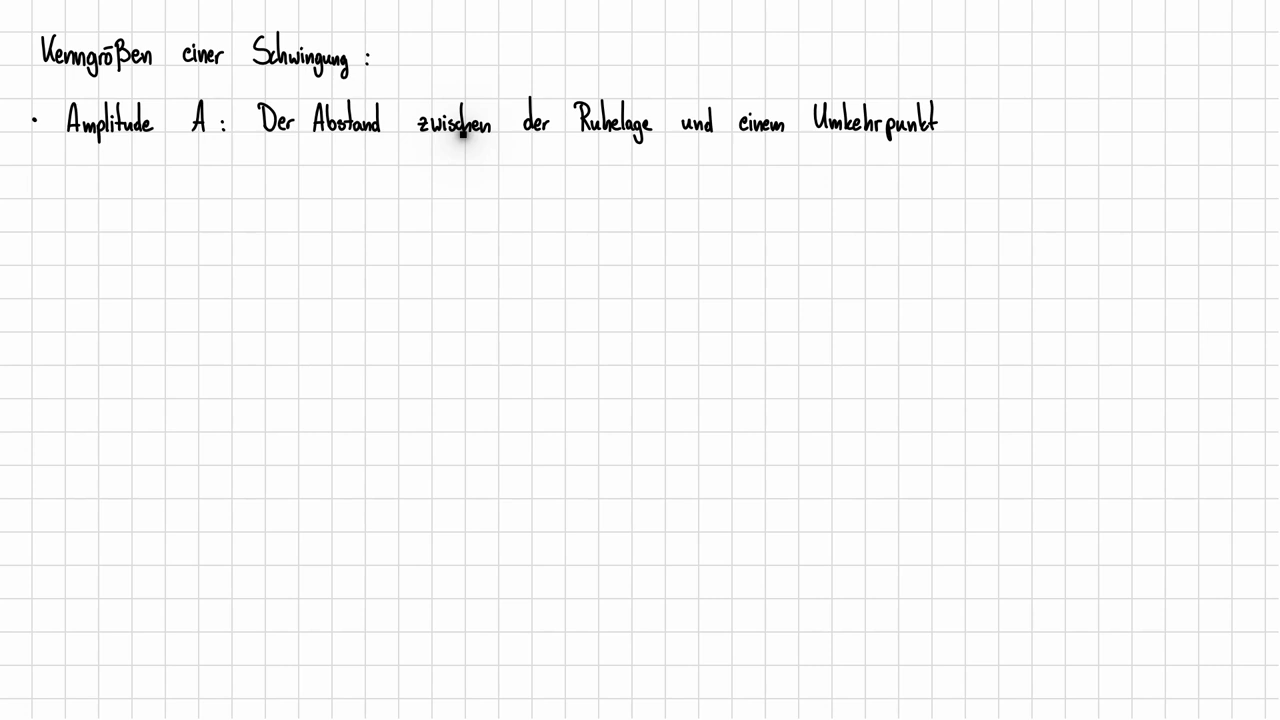 Kenngrößen einer Schwingung :
· Amplitude A : Der Abstand zwischen der Ruhelage und einem Umkehrpunkt